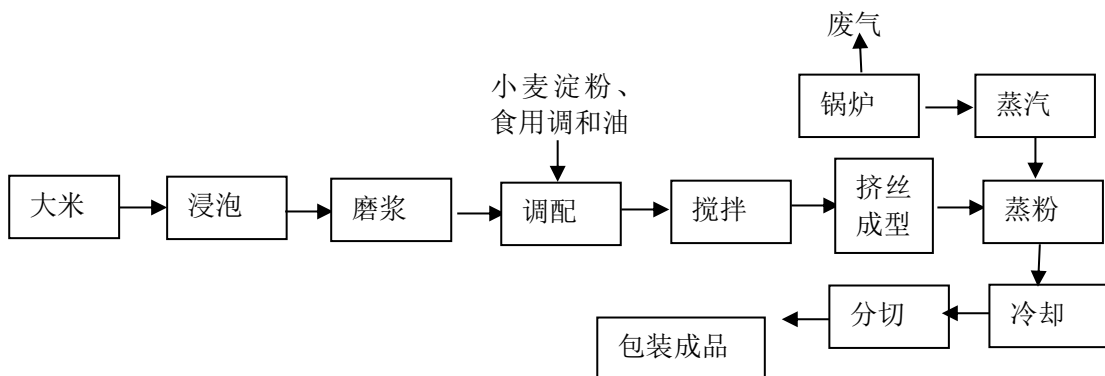 废气
小麦淀粉、
食用调和油
锅炉
蒸汽
大米
浸泡
磨浆
调配
搅拌
挤丝
成型
蒸粉
冷却
分切
包装成品